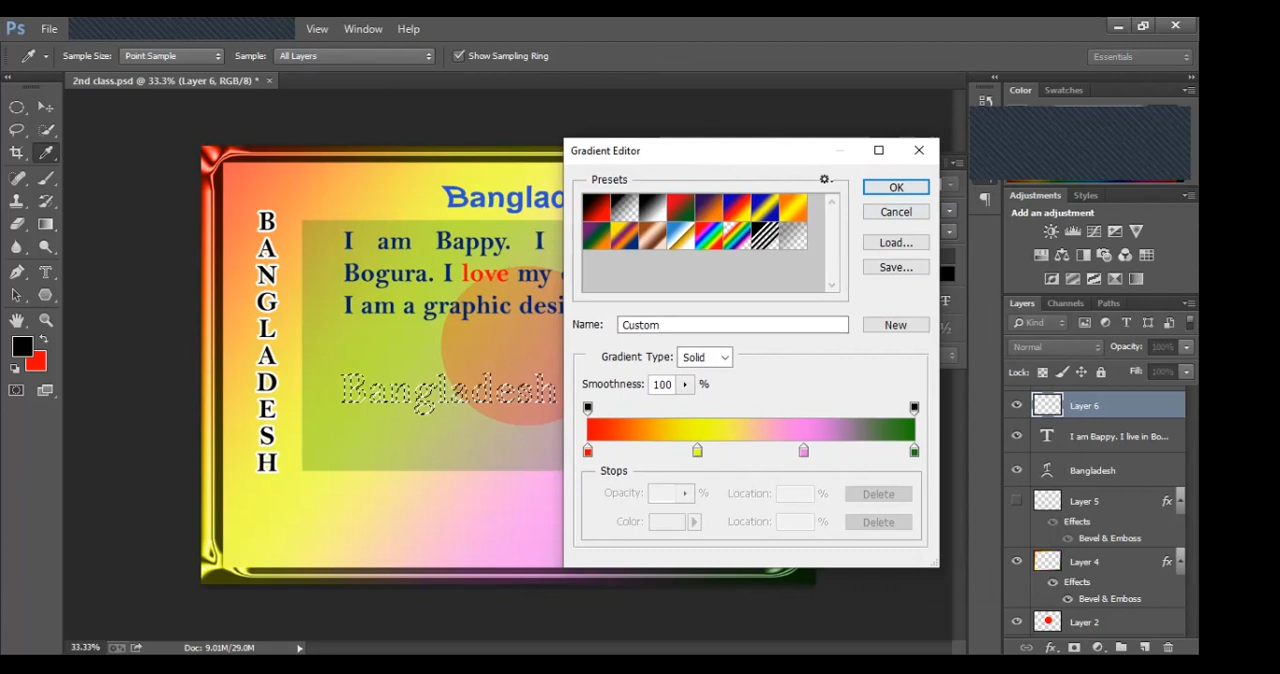 Ps File View Window Help
Sample Size: Point Sample Sample: All Layers Show Sampling Ring Essentials
2nd class.psd @ 33.3% (Layer 6, RGB/8) * ×
Color Swatches
Gradient Editor
Presets
OK
Cancel
Load...
Save...
Name: Custom New
Gradient Type: Solid
Smoothness: 100 %
Stops
Opacity: % Location: % Delete
Color: Location: % Delete
I am Bappy. I
Bogura. I love my
I am a graphic desi
Bangladesh
B
A
N
G
L
A
D
E
S
H
Adjustments Styles
Add an adjustment
Layers Channels Paths
Kind
Normal Opacity: 100%
Lock: Fill: 100%
Layer 6
I am Bappy. I live in Bo...
Bangladesh
Layer 5 fx
Effects
Bevel & Emboss
Layer 4 fx
Effects
Bevel & Emboss
Layer 2
33.33% Doc: 9.01M/29.0M